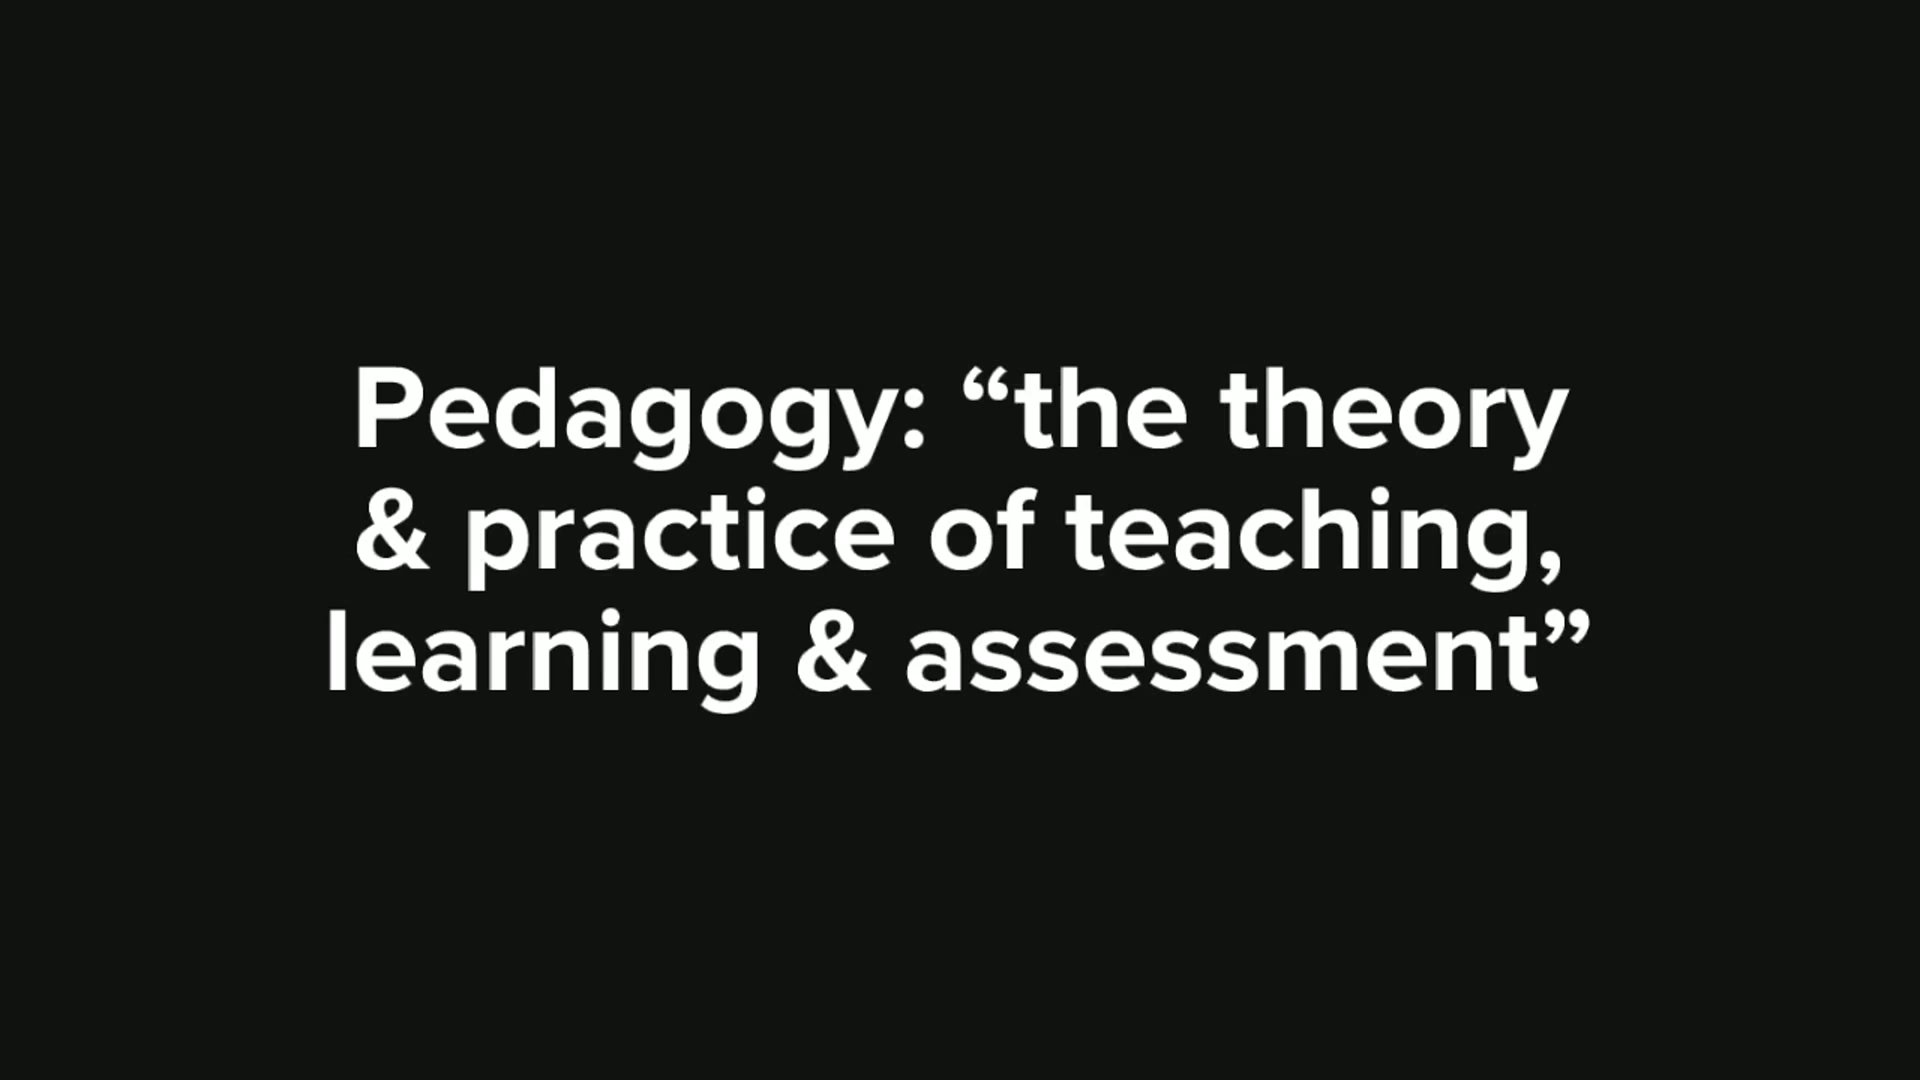 Pedagogy: “the theory
& practice of teaching,
learning & assessment”